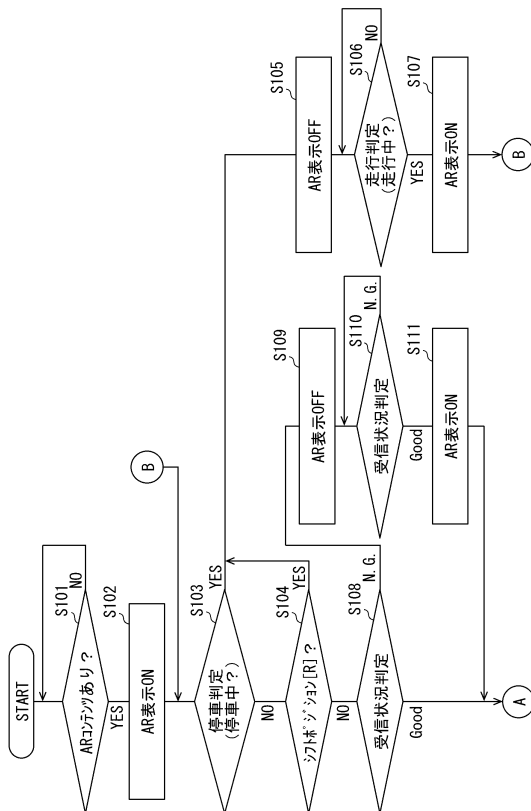 START
S101
ARコンテンツあり？
NO
YES
S102
AR表示ON
B
S103
停車判定
(停車中？)
YES
NO
S104
シフトポジション[R]？
YES
NO
S108
受信状況判定
N.G.
Good
A
S109
AR表示OFF
S110
受信状況判定
N.G.
Good
S111
AR表示ON
S105
AR表示OFF
S106
走行判定
(走行中？)
NO
YES
S107
AR表示ON
B